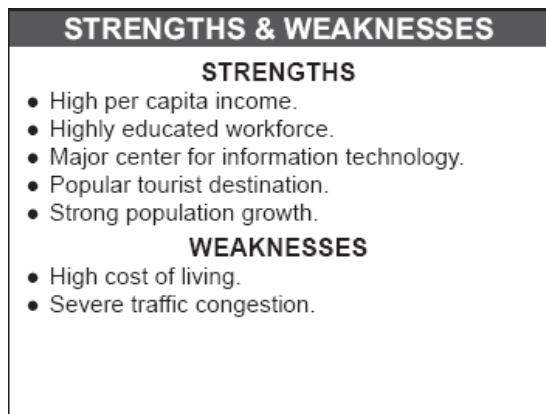 STRENGTHS & WEAKNESSES
STRENGTHS
● High per capita income.
● Highly educated workforce.
● Major center for information technology.
● Popular tourist destination.
● Strong population growth.
WEAKNESSES
● High cost of living.
● Severe traffic congestion.